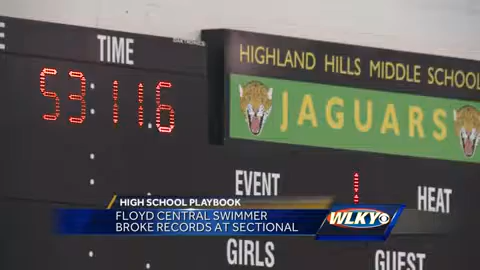 TIME
53:11.6
HIGHLAND HILLS MIDDLE SCHOOL
JAGUARS
EVENT
1
HEAT
HIGH SCHOOL PLAYBOOK
FLOYD CENTRAL SWIMMER
BROKE RECORDS AT SECTIONAL
WLKY
GIRLS
GUEST